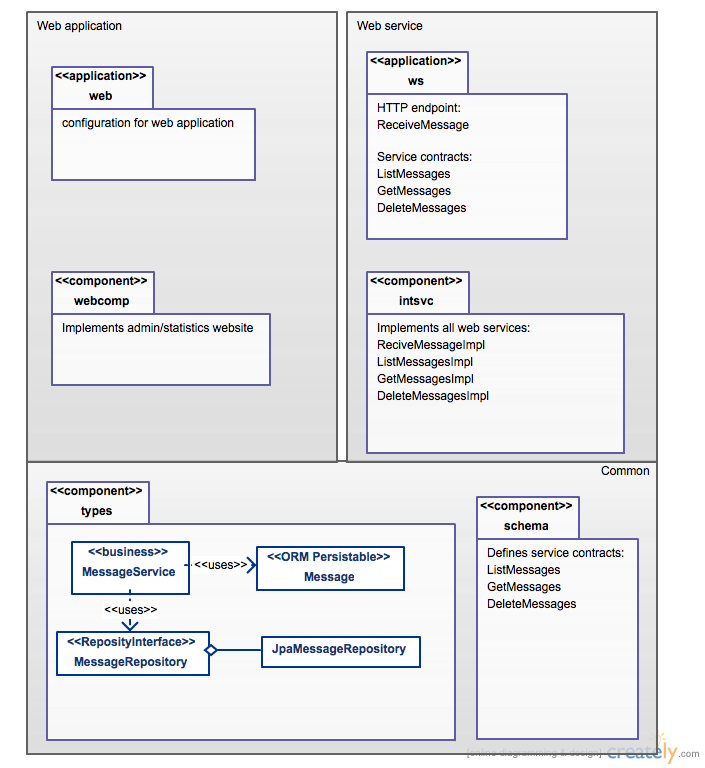 Web application
<<application>>
web
configuration for web application
<<component>>
webcomp
Implements admin/statistics website
Web service
<<application>>
ws
HTTP endpoint:
ReceiveMessage
Service contracts:
ListMessages
GetMessages
DeleteMessages
<<component>>
intsvc
Implements all web services:
ReciveMessageImpl
ListMessagesImpl
GetMessagesImpl
DeleteMessagesImpl
Common
<<component>>
types
<<business>>
MessageService
<<uses>>
<<ORM Persistable>>
Message
<<uses>>
<<ReposityInterface>>
MessageRepository
JpaMessageRepository
<<component>>
schema
Defines service contracts:
ListMessages
GetMessages
DeleteMessages
[online diagramming & design] creately.com